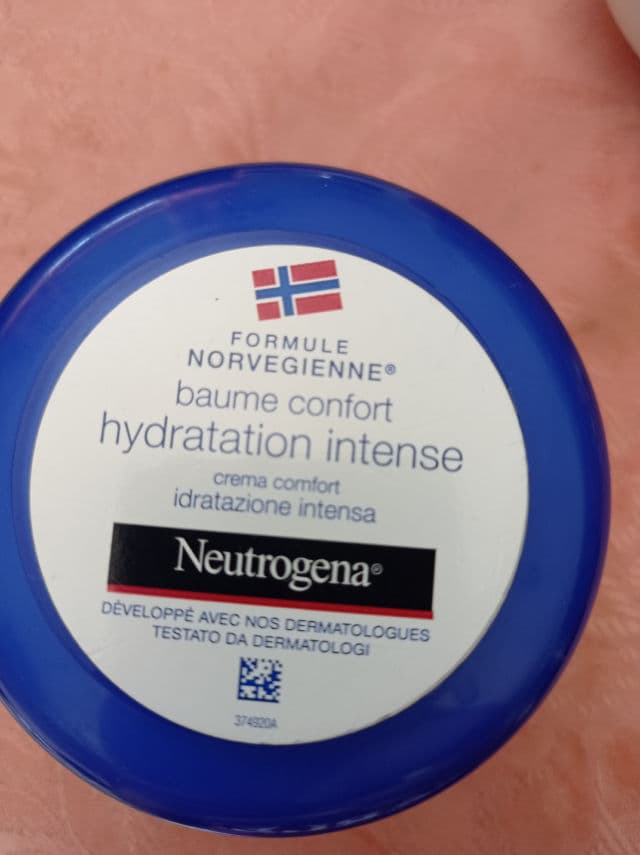 FORMULE
NORVEGIENNE®
baume confort
hydratation intense
crema comfort
idratazione intensa
Neutrogena®
DÉVELOPPÉ AVEC NOS DERMATOLOGUES
TESTATO DA DERMATOLOGI
374920A